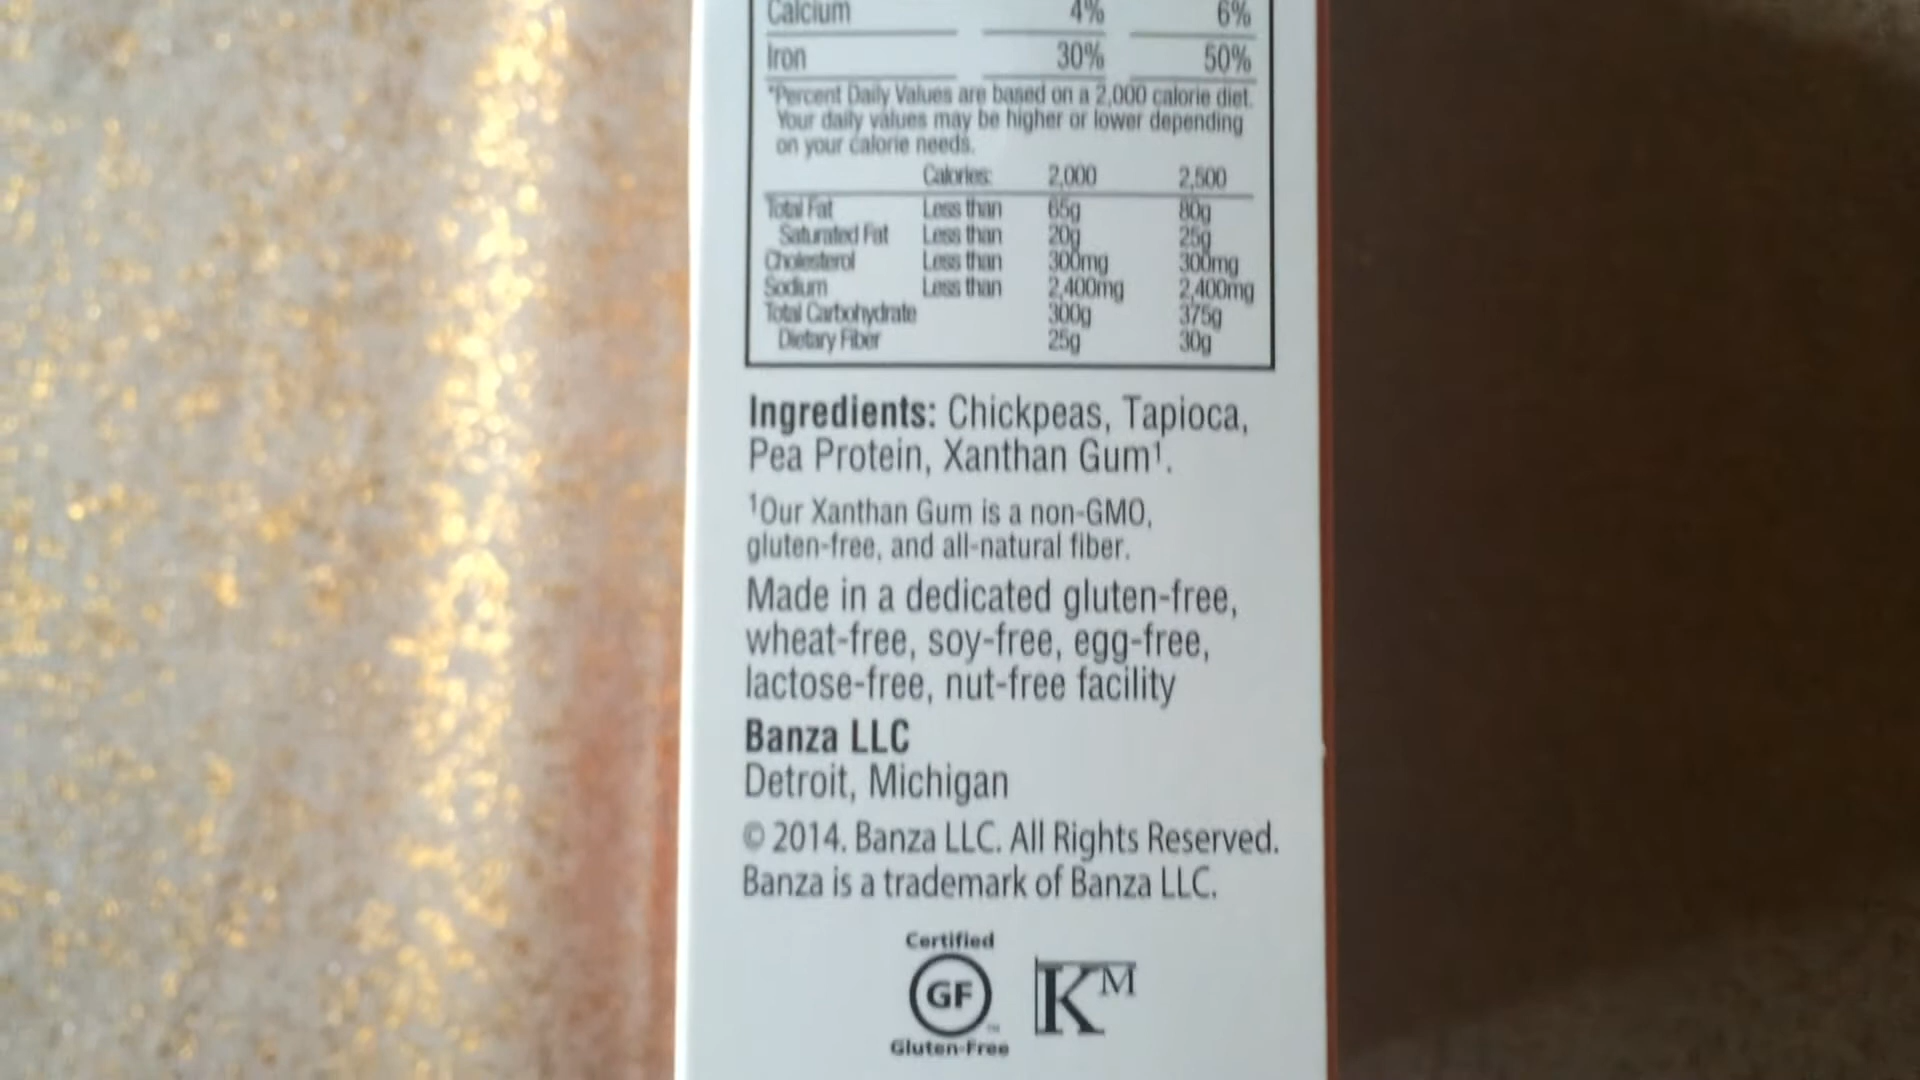 Calcium 4% 6%
Iron 30% 50%
*Percent Daily Values are based on a 2,000 calorie diet.
Your daily values may be higher or lower depending
on your calorie needs.
Calories: 2,000 2,500
Total Fat Less than 65g 80g
Saturated Fat Less than 20g 25g
Cholesterol Less than 300mg 300mg
Sodium Less than 2,400mg 2,400mg
Total Carbohydrate 300g 375g
Dietary Fiber 25g 30g
Ingredients: Chickpeas, Tapioca,
Pea Protein, Xanthan Gum¹.
¹Our Xanthan Gum is a non-GMO,
gluten-free, and all-natural fiber.
Made in a dedicated gluten-free,
wheat-free, soy-free, egg-free,
lactose-free, nut-free facility
Banza LLC
Detroit, Michigan
© 2014. Banza LLC. All Rights Reserved.
Banza is a trademark of Banza LLC.
Certified
GF™
Gluten-Free
KM